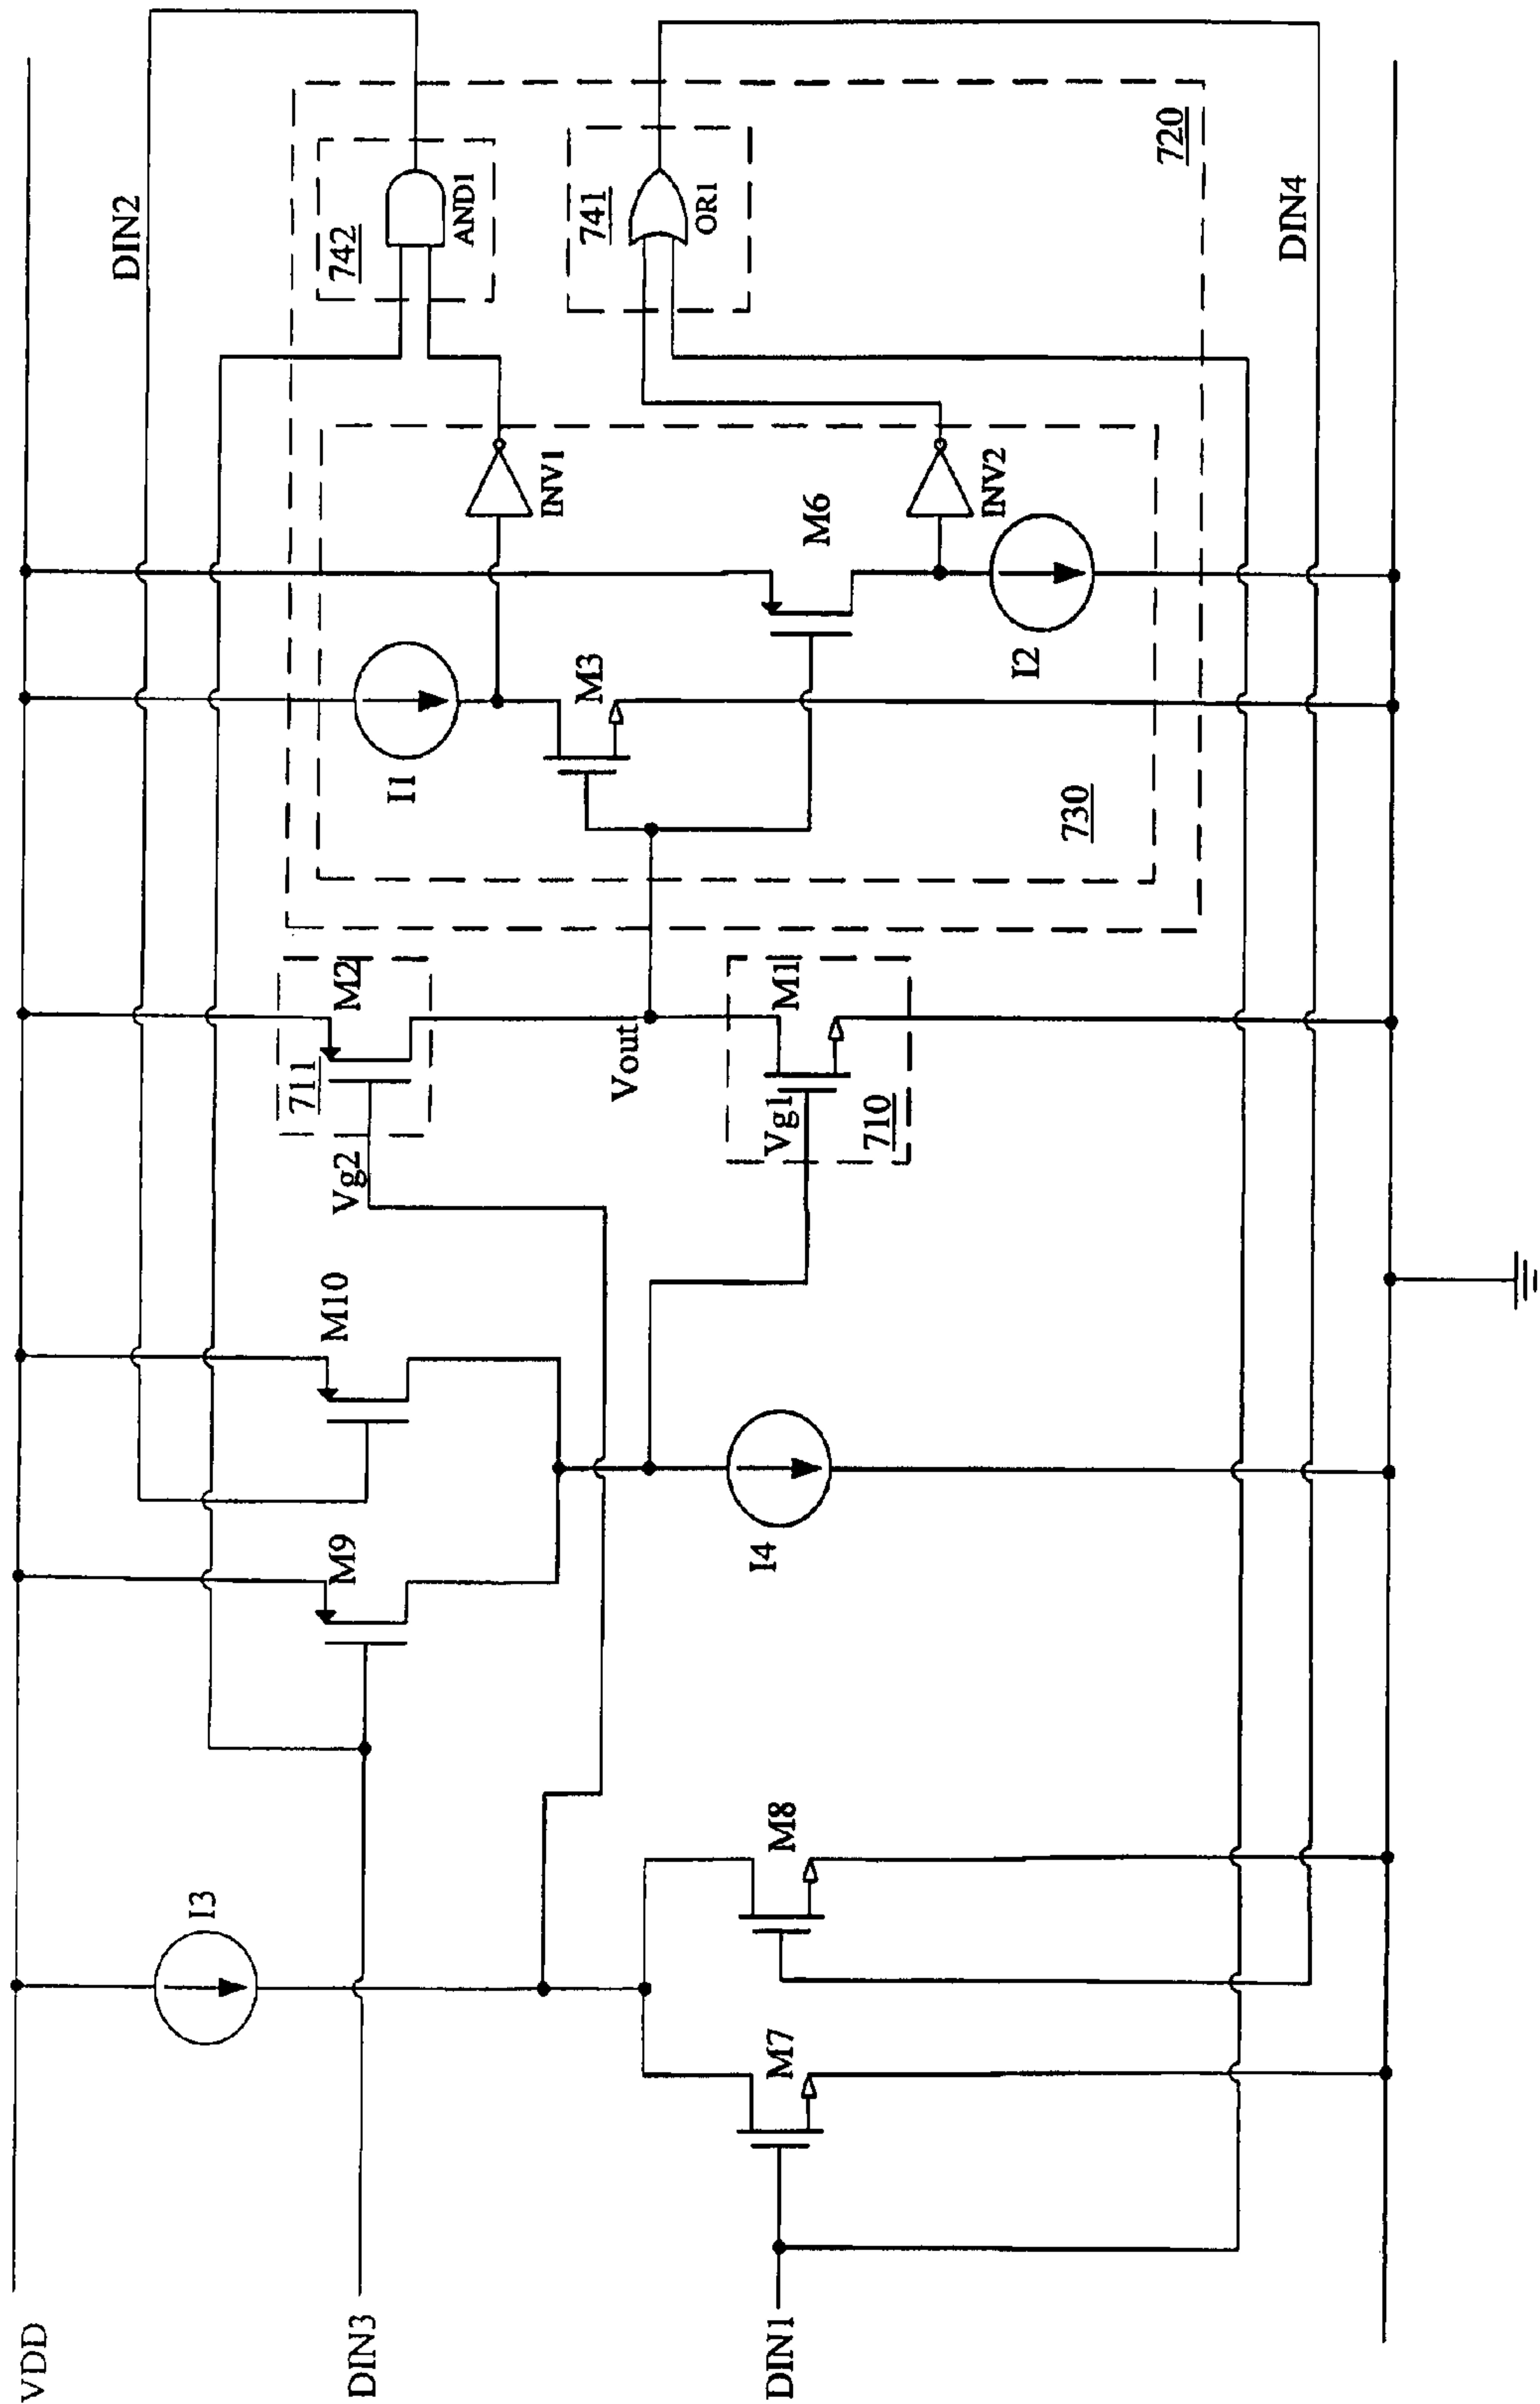 VDD
DIN3
DIN1
I3
M7
M8
M9
M10
I4
Vg2
711
M2
Vout
Vg1
M1
710
I1
M3
M6
I2
730
INV1
INV2
DIN2
742
AND1
741
OR1
720
DIN4